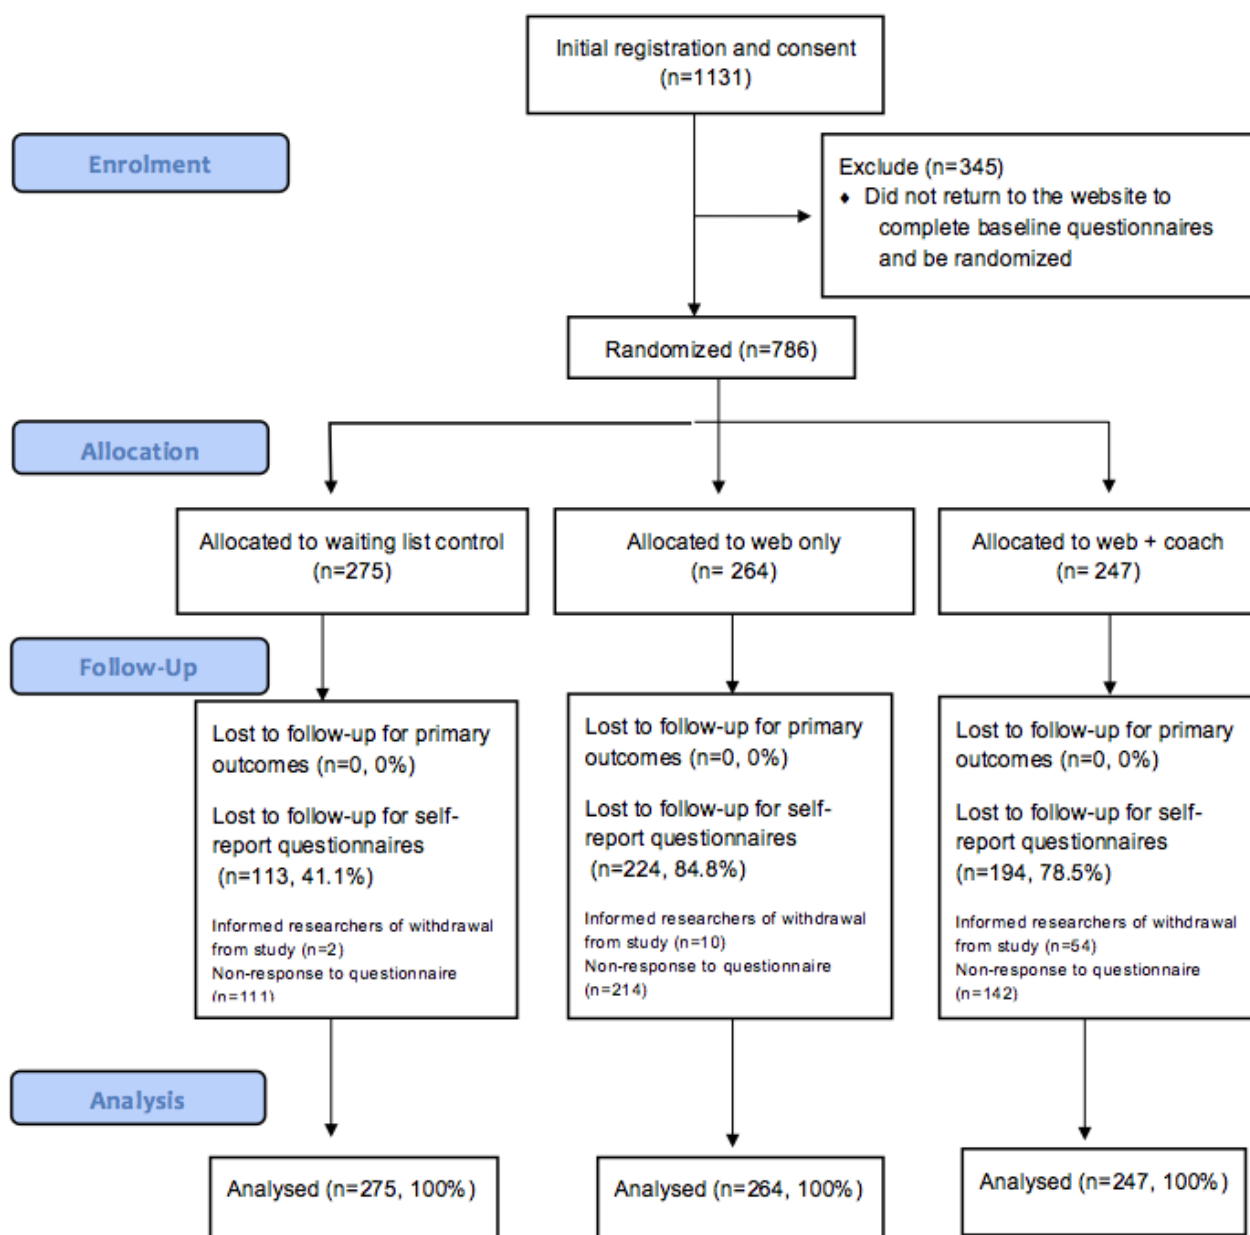 Initial registration and consent
(n=1131)
Enrolment
Exclude (n=345)
♦ Did not return to the website to
complete baseline questionnaires
and be randomized
Randomized (n=786)
Allocation
Allocated to waiting list control
(n=275)
Allocated to web only
(n= 264)
Allocated to web + coach
(n= 247)
Follow-Up
Lost to follow-up for primary
outcomes (n=0, 0%)
Lost to follow-up for self-
report questionnaires
(n=113, 41.1%)
Informed researchers of withdrawal
from study (n=2)
Non-response to questionnaire
(n=111)
Lost to follow-up for primary
outcomes (n=0, 0%)
Lost to follow-up for self-
report questionnaires
(n=224, 84.8%)
Informed researchers of withdrawal
from study (n=10)
Non-response to questionnaire
(n=214)
Lost to follow-up for primary
outcomes (n=0, 0%)
Lost to follow-up for self-
report questionnaires
(n=194, 78.5%)
Informed researchers of withdrawal
from study (n=54)
Non-response to questionnaire
(n=142)
Analysis
Analysed (n=275, 100%)
Analysed (n=264, 100%)
Analysed (n=247, 100%)